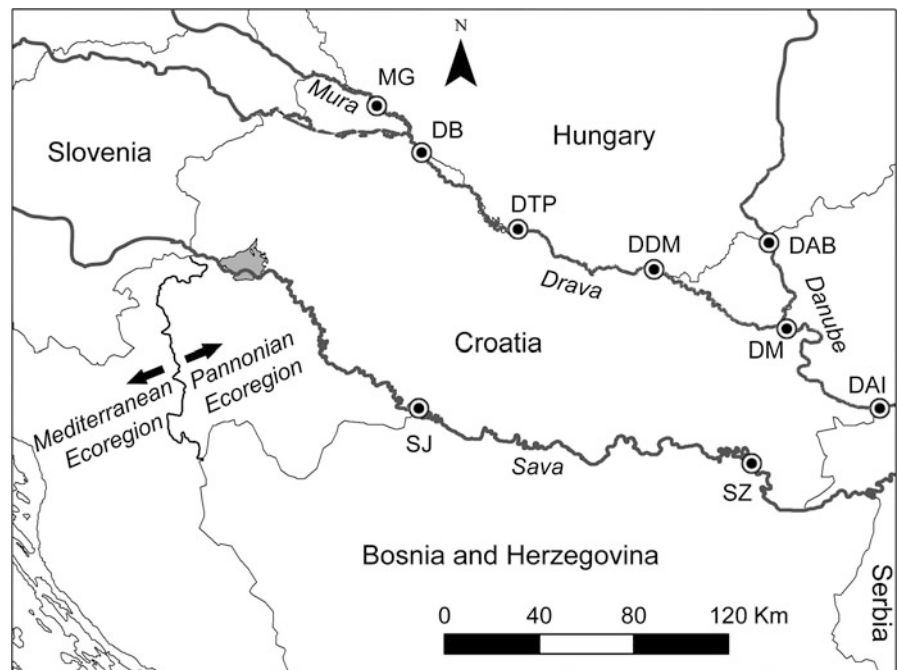 N
MG
Mura
DB
Hungary
Slovenia
DTP
DDM
DAB
Drava
Danube
DM
Croatia
Mediterranean
Ecoregion
Pannonian
Ecoregion
DAI
SJ
Sava
SZ
Bosnia and Herzegovina
Serbia
0 40 80 120 Km